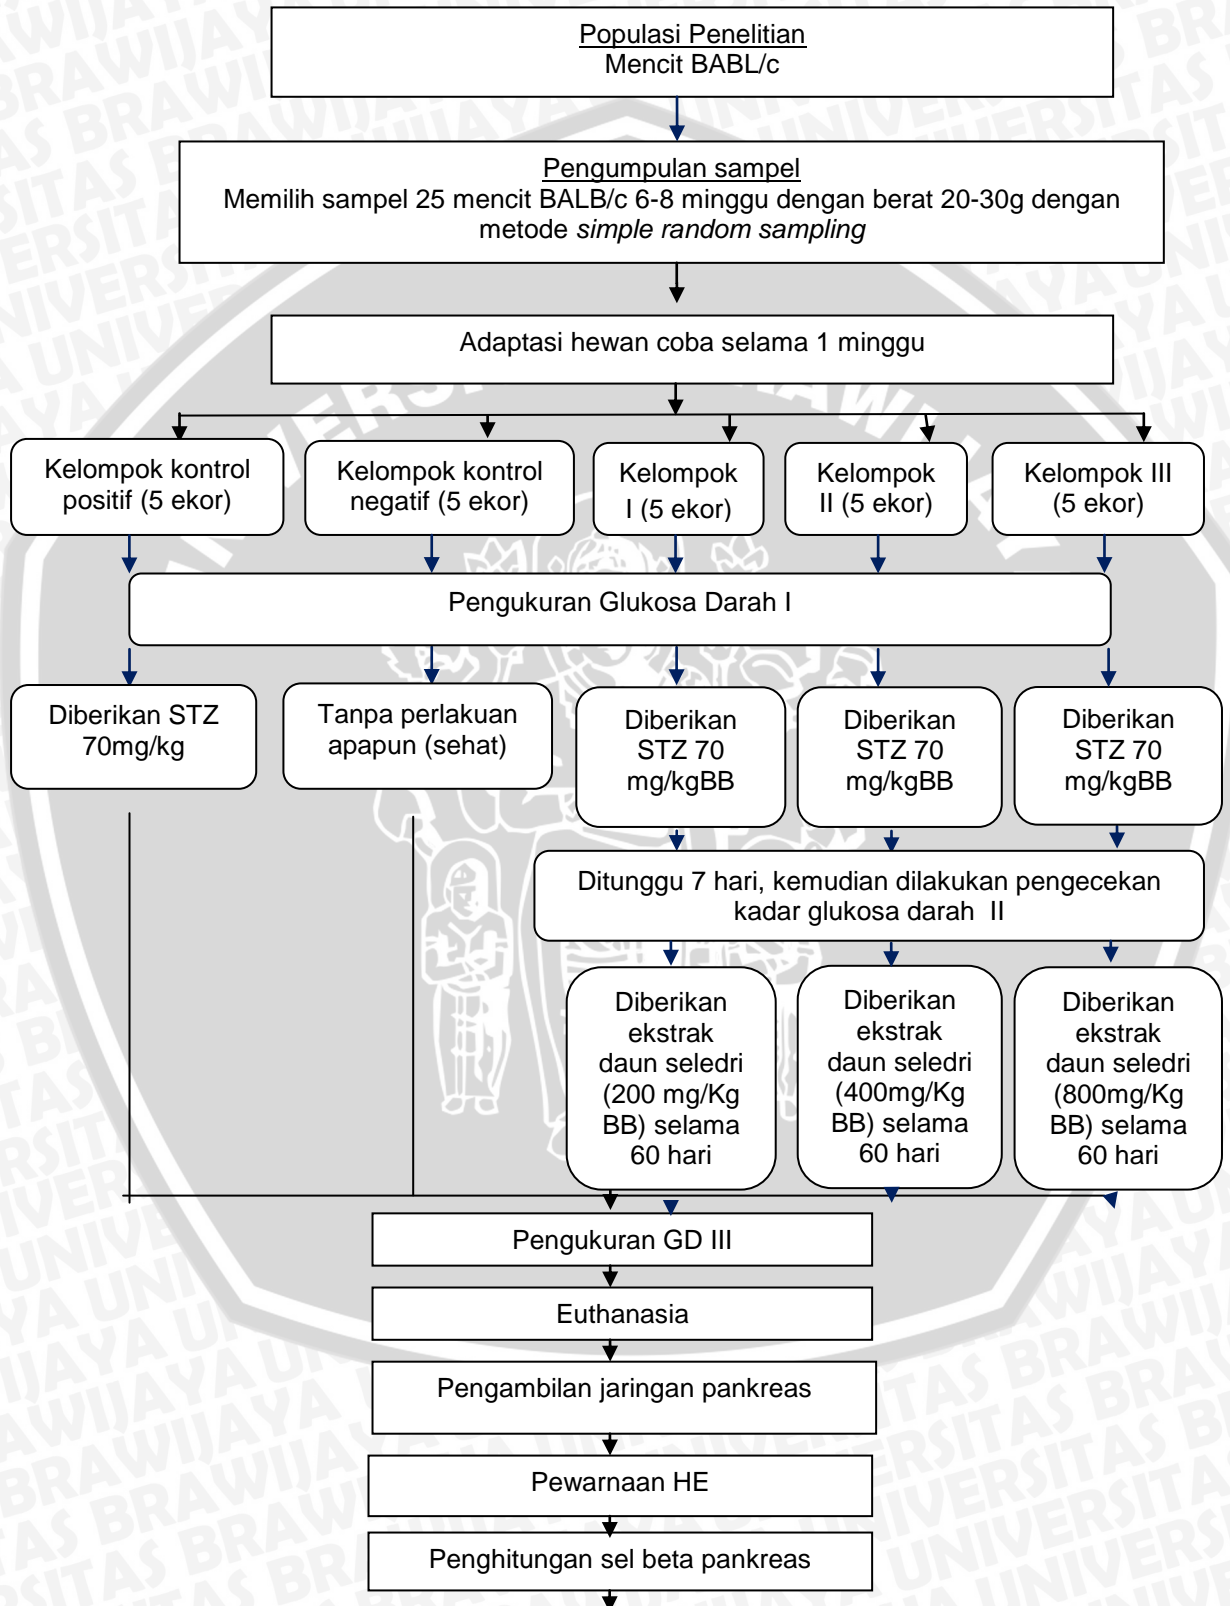 Populasi Penelitian
Mencit BABL/c
Pengumpulan sampel
Memilih sampel 25 mencit BALB/c 6-8 minggu dengan berat 20-30g dengan
metode simple random sampling
Adaptasi hewan coba selama 1 minggu
Kelompok kontrol
positif (5 ekor)
Kelompok kontrol
negatif (5 ekor)
Kelompok
I (5 ekor)
Kelompok
II (5 ekor)
Kelompok III
(5 ekor)
Pengukuran Glukosa Darah I
Diberikan STZ
70mg/kg
Tanpa perlakuan
apapun (sehat)
Diberikan
STZ 70
mg/kgBB
Diberikan
STZ 70
mg/kgBB
Diberikan
STZ 70
mg/kgBB
Ditunggu 7 hari, kemudian dilakukan pengecekan
kadar glukosa darah II
Diberikan
ekstrak
daun seledri
(200 mg/Kg
BB) selama
60 hari
Diberikan
ekstrak
daun seledri
(400mg/Kg
BB) selama
60 hari
Diberikan
ekstrak
daun seledri
(800mg/Kg
BB) selama
60 hari
Pengukuran GD III
Euthanasia
Pengambilan jaringan pankreas
Pewarnaan HE
Penghitungan sel beta pankreas